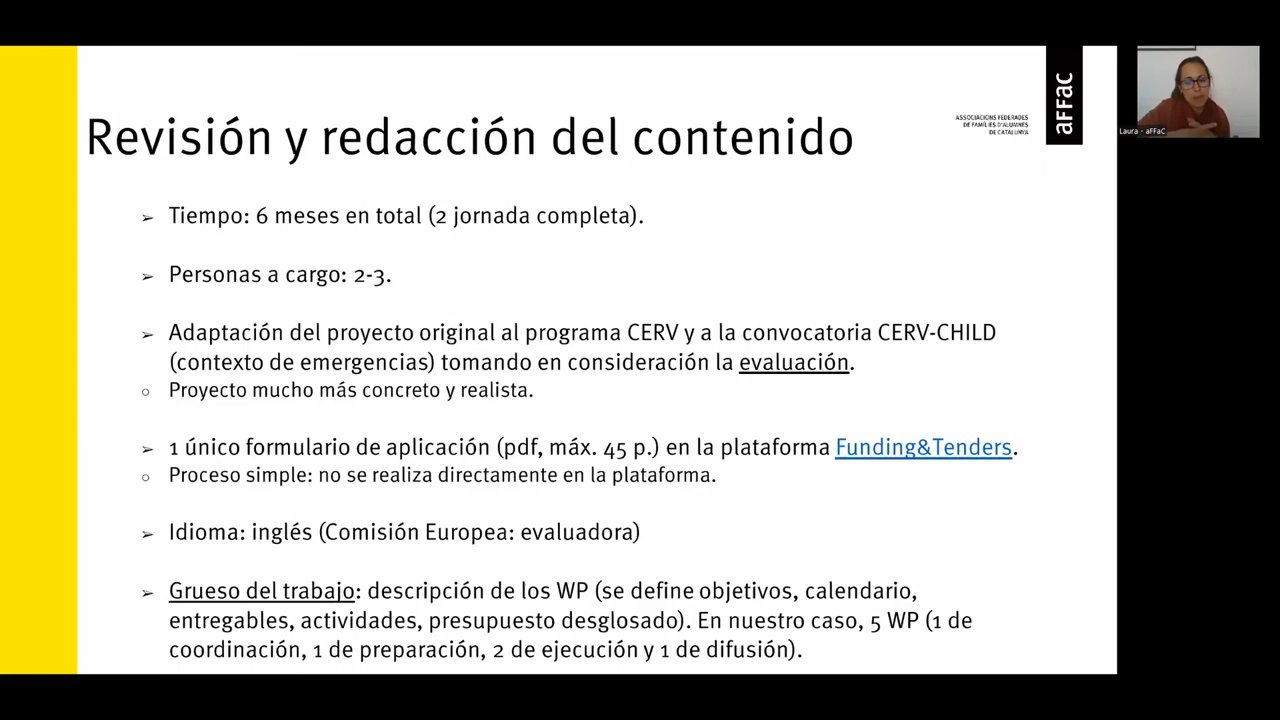 Revisión y redacción del contenido
ASSOCIACIONS FEDERADES
DE FAMÍLIES D'ALUMNES
DE CATALUNYA
aFFaC
Laura - aFFaC
➢ Tiempo: 6 meses en total (2 jornada completa).
➢ Personas a cargo: 2-3.
➢ Adaptación del proyecto original al programa CERV y a la convocatoria CERV-CHILD
(contexto de emergencias) tomando en consideración la evaluación.
○ Proyecto mucho más concreto y realista.
➢ 1 único formulario de aplicación (pdf, máx. 45 p.) en la plataforma Funding&Tenders.
○ Proceso simple: no se realiza directamente en la plataforma.
➢ Idioma: inglés (Comisión Europea: evaluadora)
➢ Grueso del trabajo: descripción de los WP (se define objetivos, calendario,
entregables, actividades, presupuesto desglosado). En nuestro caso, 5 WP (1 de
coordinación, 1 de preparación, 2 de ejecución y 1 de difusión).